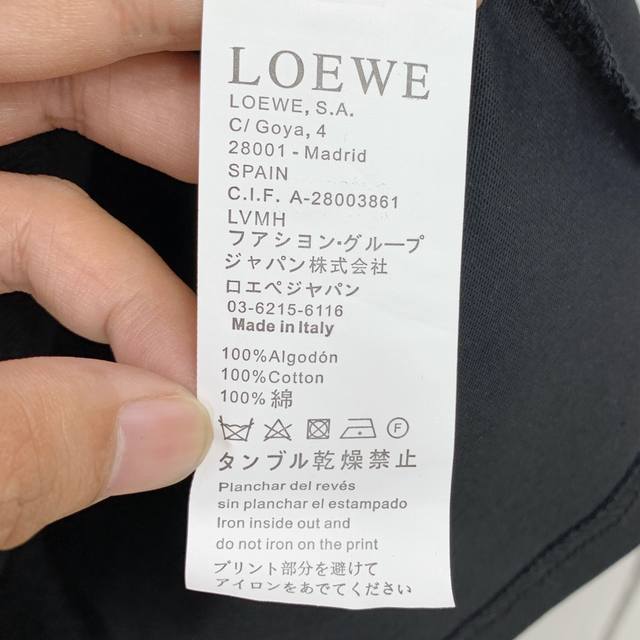 LOEWE
LOEWE, S.A.
C/ Goya, 4
28001 - Madrid
SPAIN
C.I.F. A-28003861
LVMH
フアシヨン·グループ
ジャパン株式会社
ロエペジャパン
03-6215-6116
Made in Italy
100%Algodón
100%Cotton
100%綿
F
タンブル乾燥禁止
Planchar del revés
sin planchar el estampado
Iron inside out and
do not iron on the print
プリント部分を避けて
アイロンをあでてください